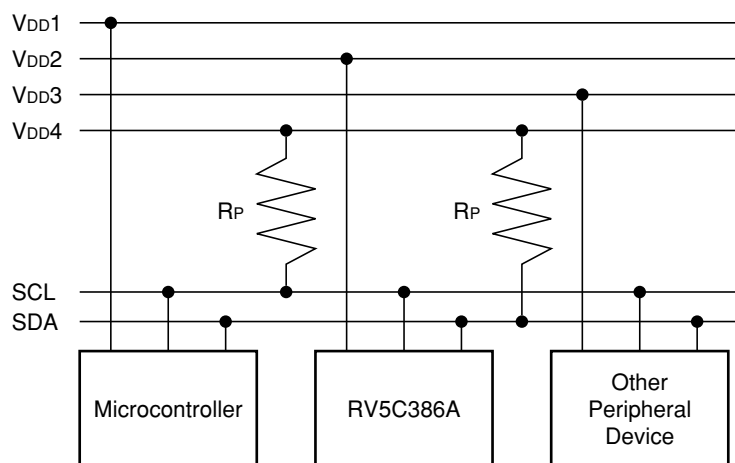 VDD1
VDD2
VDD3
VDD4
RP
RP
SCL
SDA
Microcontroller
RV5C386A
Other
Peripheral
Device